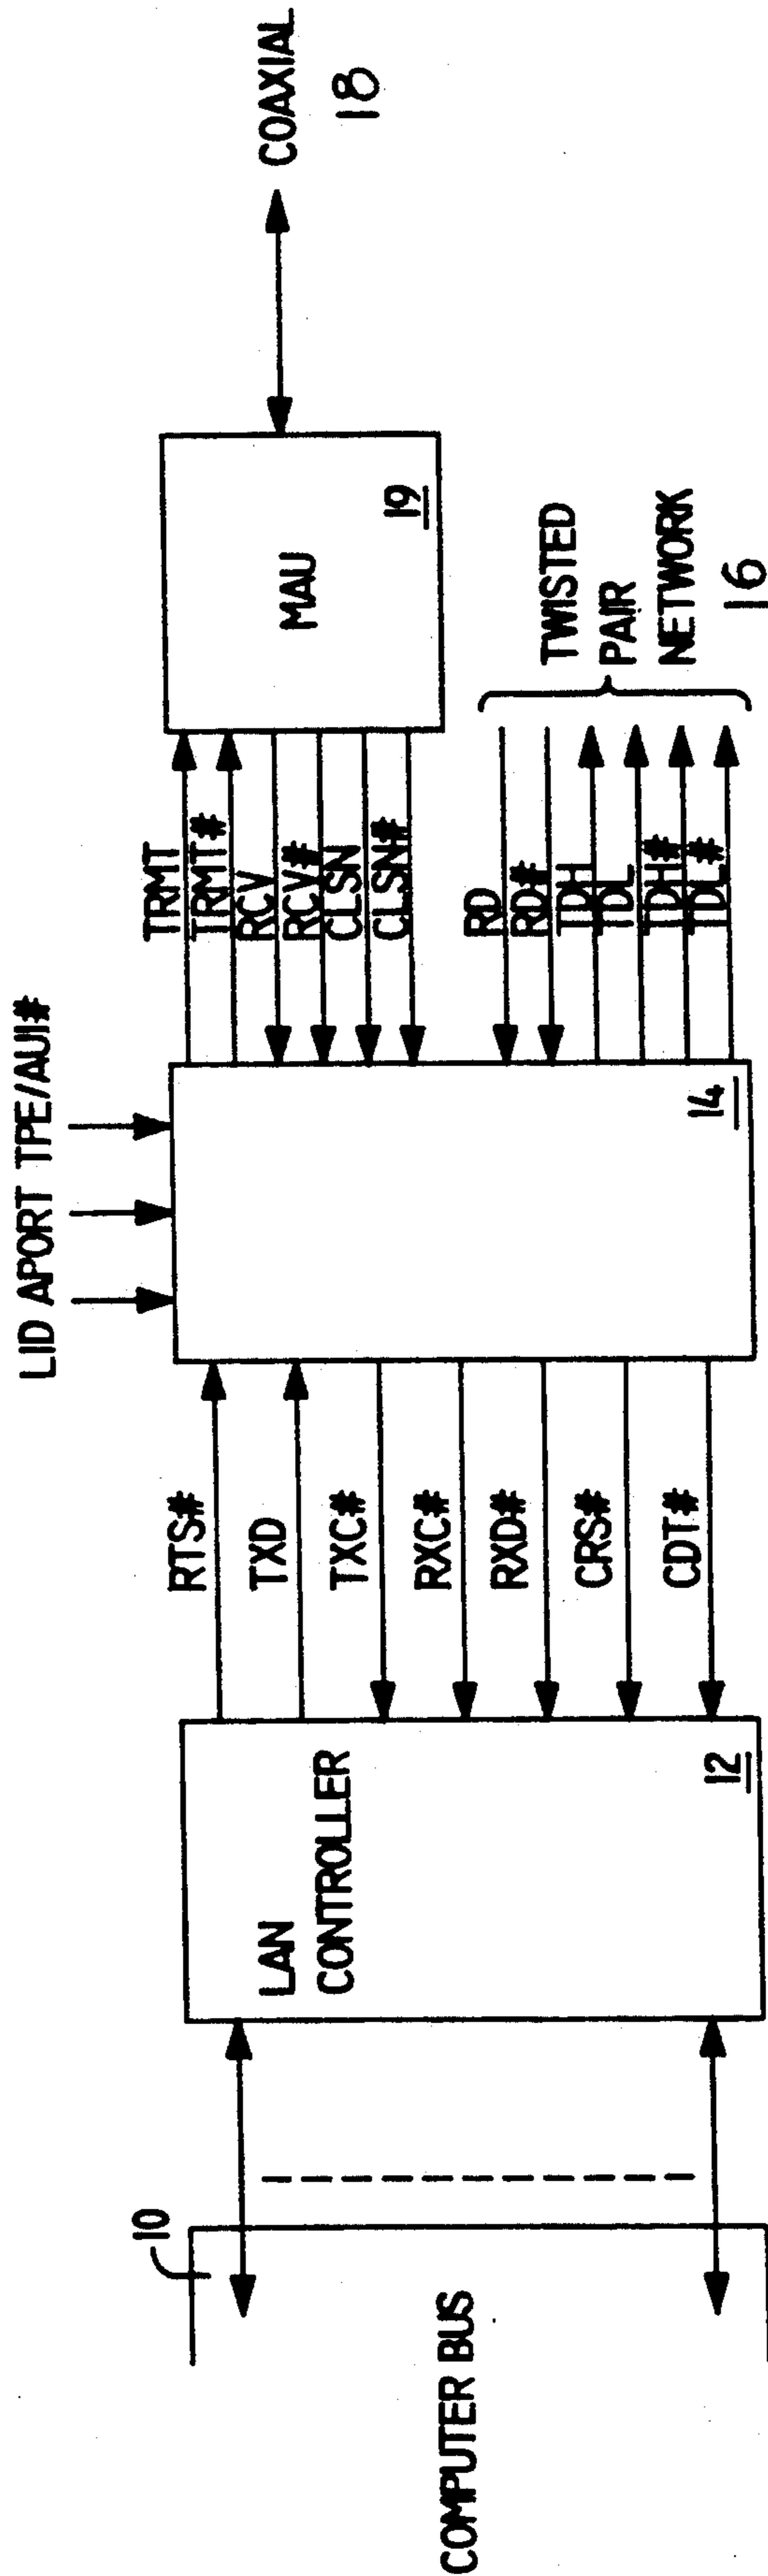 LID APORT TPE/AUI#
COMPUTER BUS
10
LAN
CONTROLLER
12
RTS#
TXD
TXC#
RXC#
RXD#
CRS#
CDT#
14
TRMT
TRMT#
RCV
RCV#
CLSN
CLSN#
RD
RD#
TDH
TDL
TDH#
TDL#
MAU
19
COAXIAL
18
TWISTED
PAIR
NETWORK
16